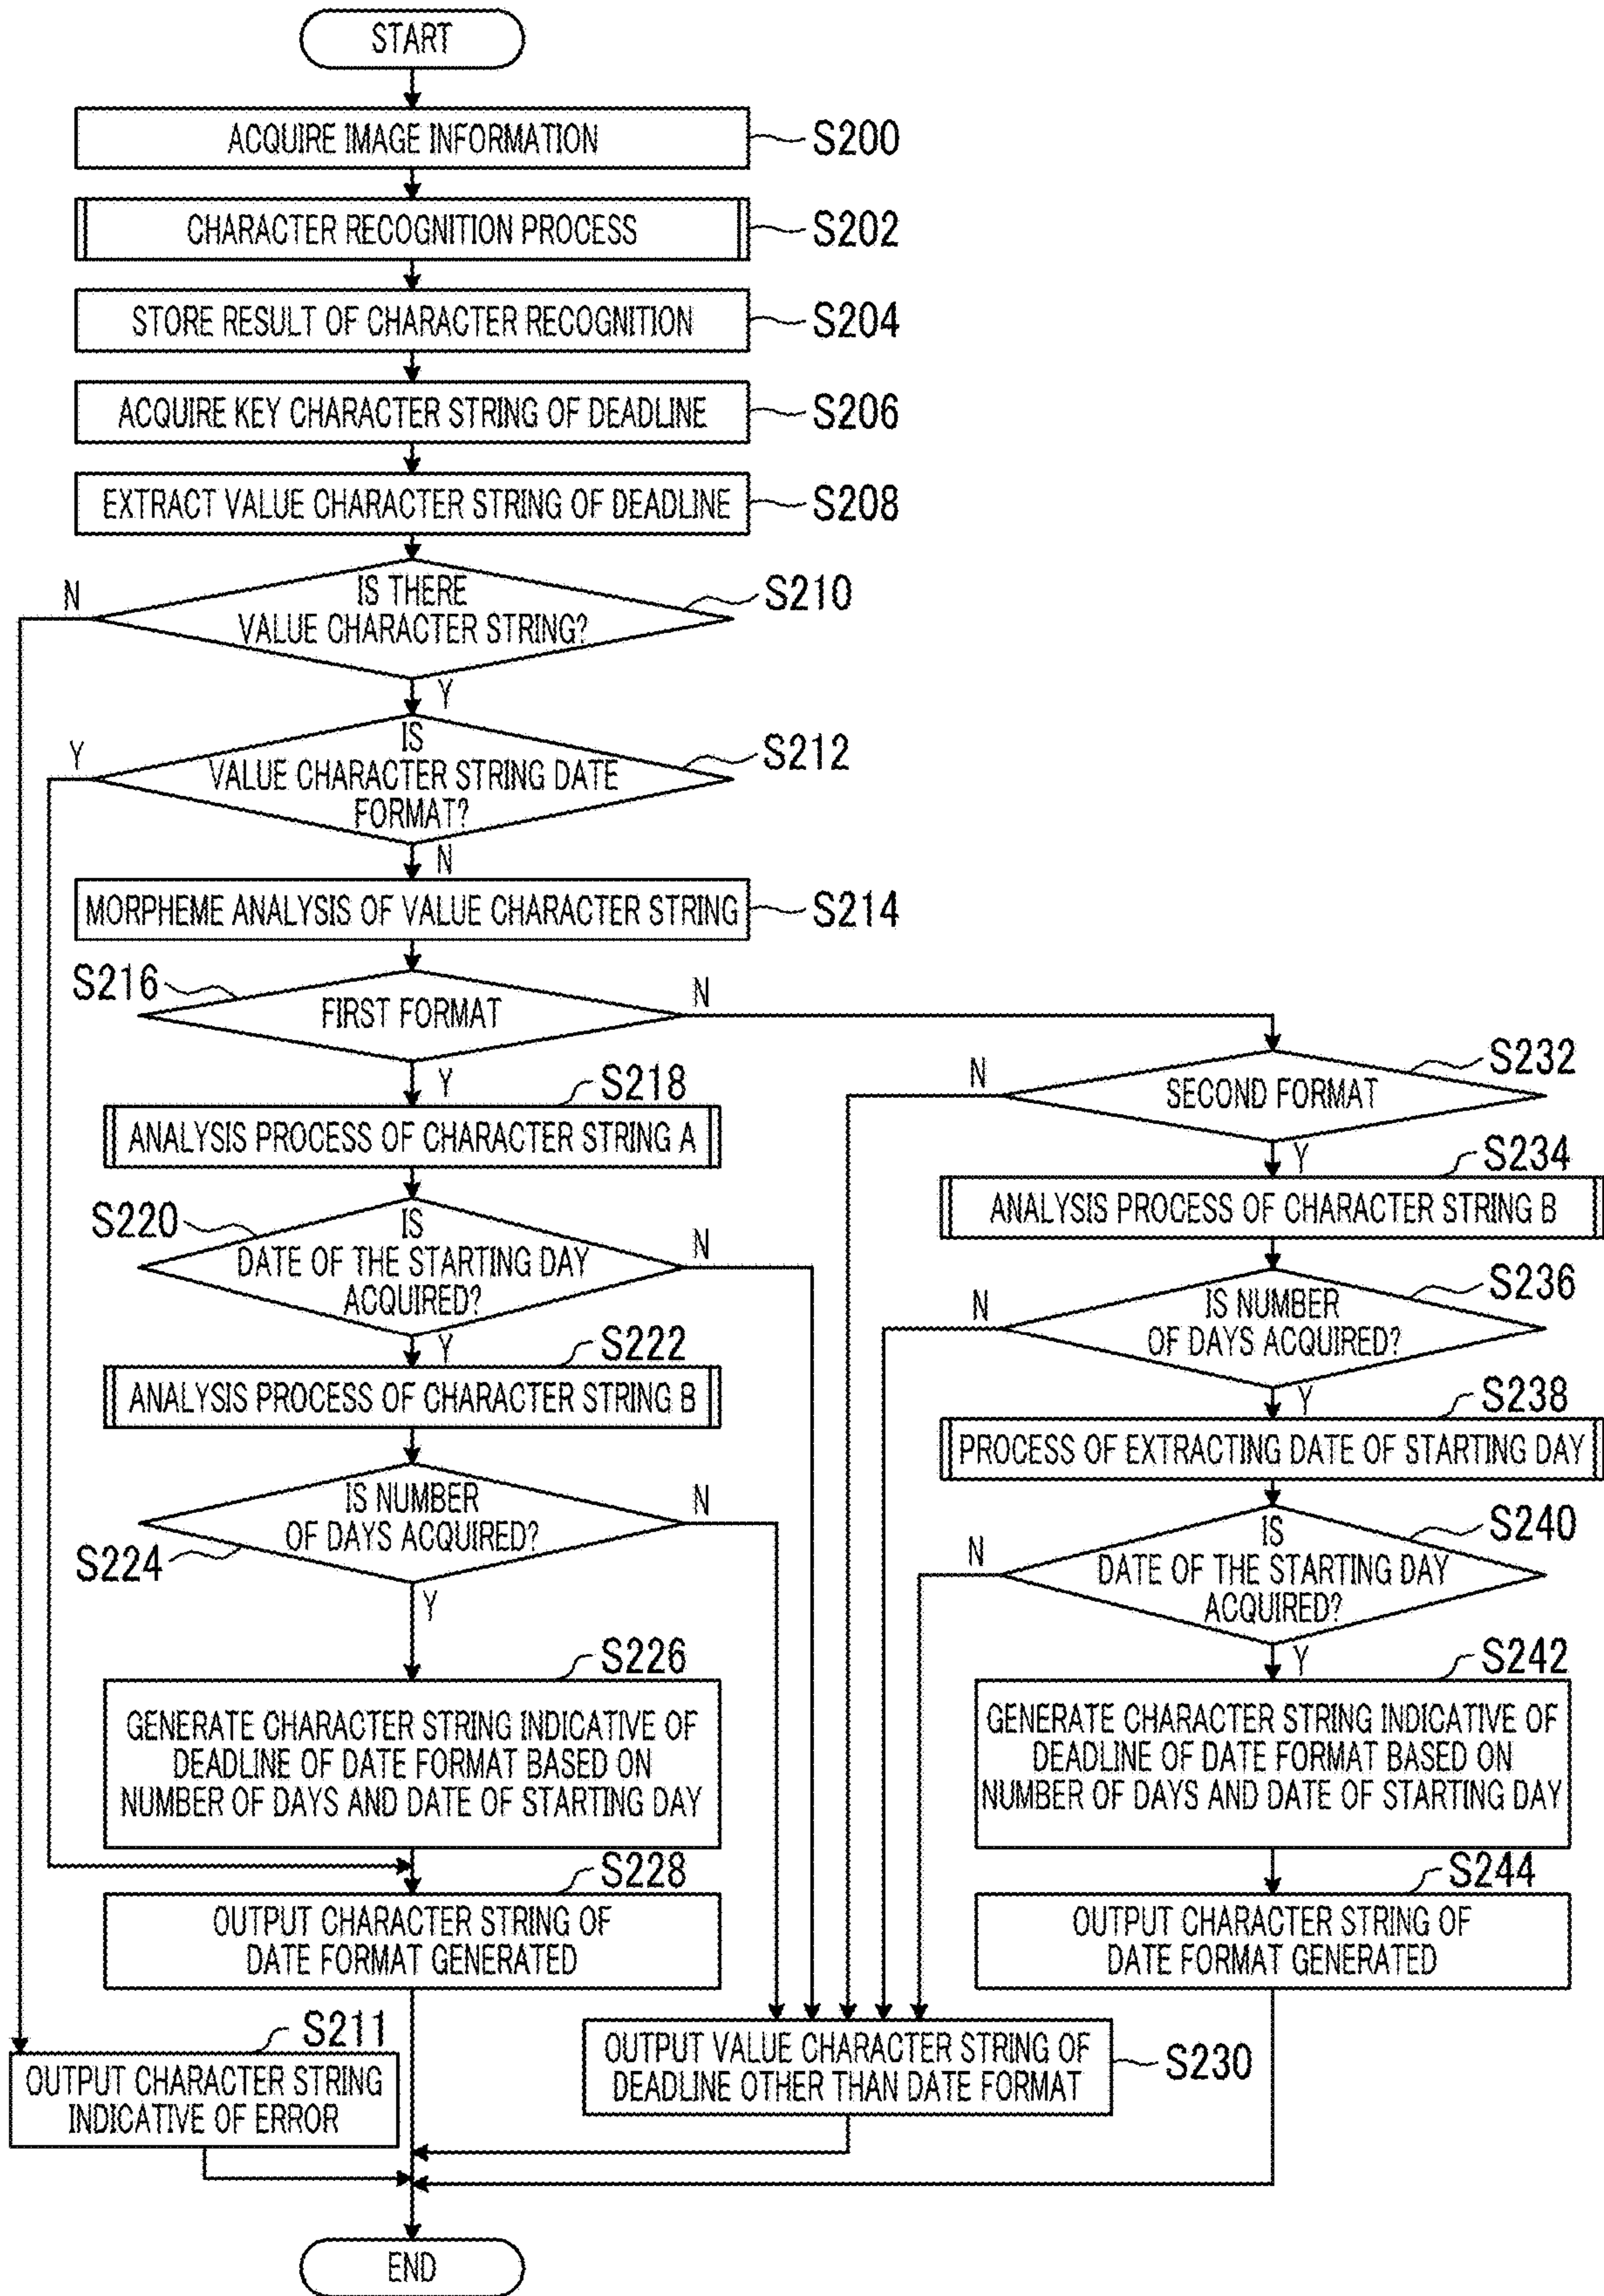 START
ACQUIRE IMAGE INFORMATION
S200
CHARACTER RECOGNITION PROCESS
S202
STORE RESULT OF CHARACTER RECOGNITION
S204
ACQUIRE KEY CHARACTER STRING OF DEADLINE
S206
EXTRACT VALUE CHARACTER STRING OF DEADLINE
S208
N
IS THERE
VALUE CHARACTER STRING?
S210
Y
Y
IS
VALUE CHARACTER STRING DATE
FORMAT?
S212
N
MORPHEME ANALYSIS OF VALUE CHARACTER STRING
S214
S216
FIRST FORMAT
N
Y
S218
ANALYSIS PROCESS OF CHARACTER STRING A
S220
IS
DATE OF THE STARTING DAY
ACQUIRED?
N
Y
S222
ANALYSIS PROCESS OF CHARACTER STRING B
IS NUMBER
OF DAYS ACQUIRED?
N
S224
Y
S226
GENERATE CHARACTER STRING INDICATIVE OF
DEADLINE OF DATE FORMAT BASED ON
NUMBER OF DAYS AND DATE OF STARTING DAY
S228
OUTPUT CHARACTER STRING OF
DATE FORMAT GENERATED
S211
OUTPUT CHARACTER STRING
INDICATIVE OF ERROR
N
SECOND FORMAT
S232
Y
S234
ANALYSIS PROCESS OF CHARACTER STRING B
N
IS NUMBER
OF DAYS ACQUIRED?
S236
Y
S238
PROCESS OF EXTRACTING DATE OF STARTING DAY
N
IS
DATE OF THE STARTING DAY
ACQUIRED?
S240
Y
S242
GENERATE CHARACTER STRING INDICATIVE OF
DEADLINE OF DATE FORMAT BASED ON
NUMBER OF DAYS AND DATE OF STARTING DAY
S244
OUTPUT CHARACTER STRING OF
DATE FORMAT GENERATED
OUTPUT VALUE CHARACTER STRING OF
DEADLINE OTHER THAN DATE FORMAT
S230
END